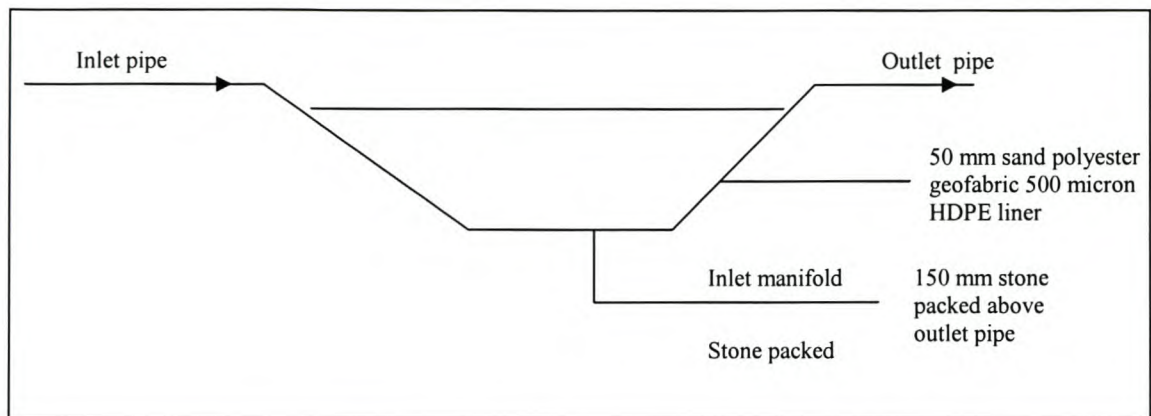 Inlet pipe
Outlet pipe
50 mm sand polyester
geofabric 500 micron
HDPE liner
Inlet manifold
150 mm stone
packed above
outlet pipe
Stone packed